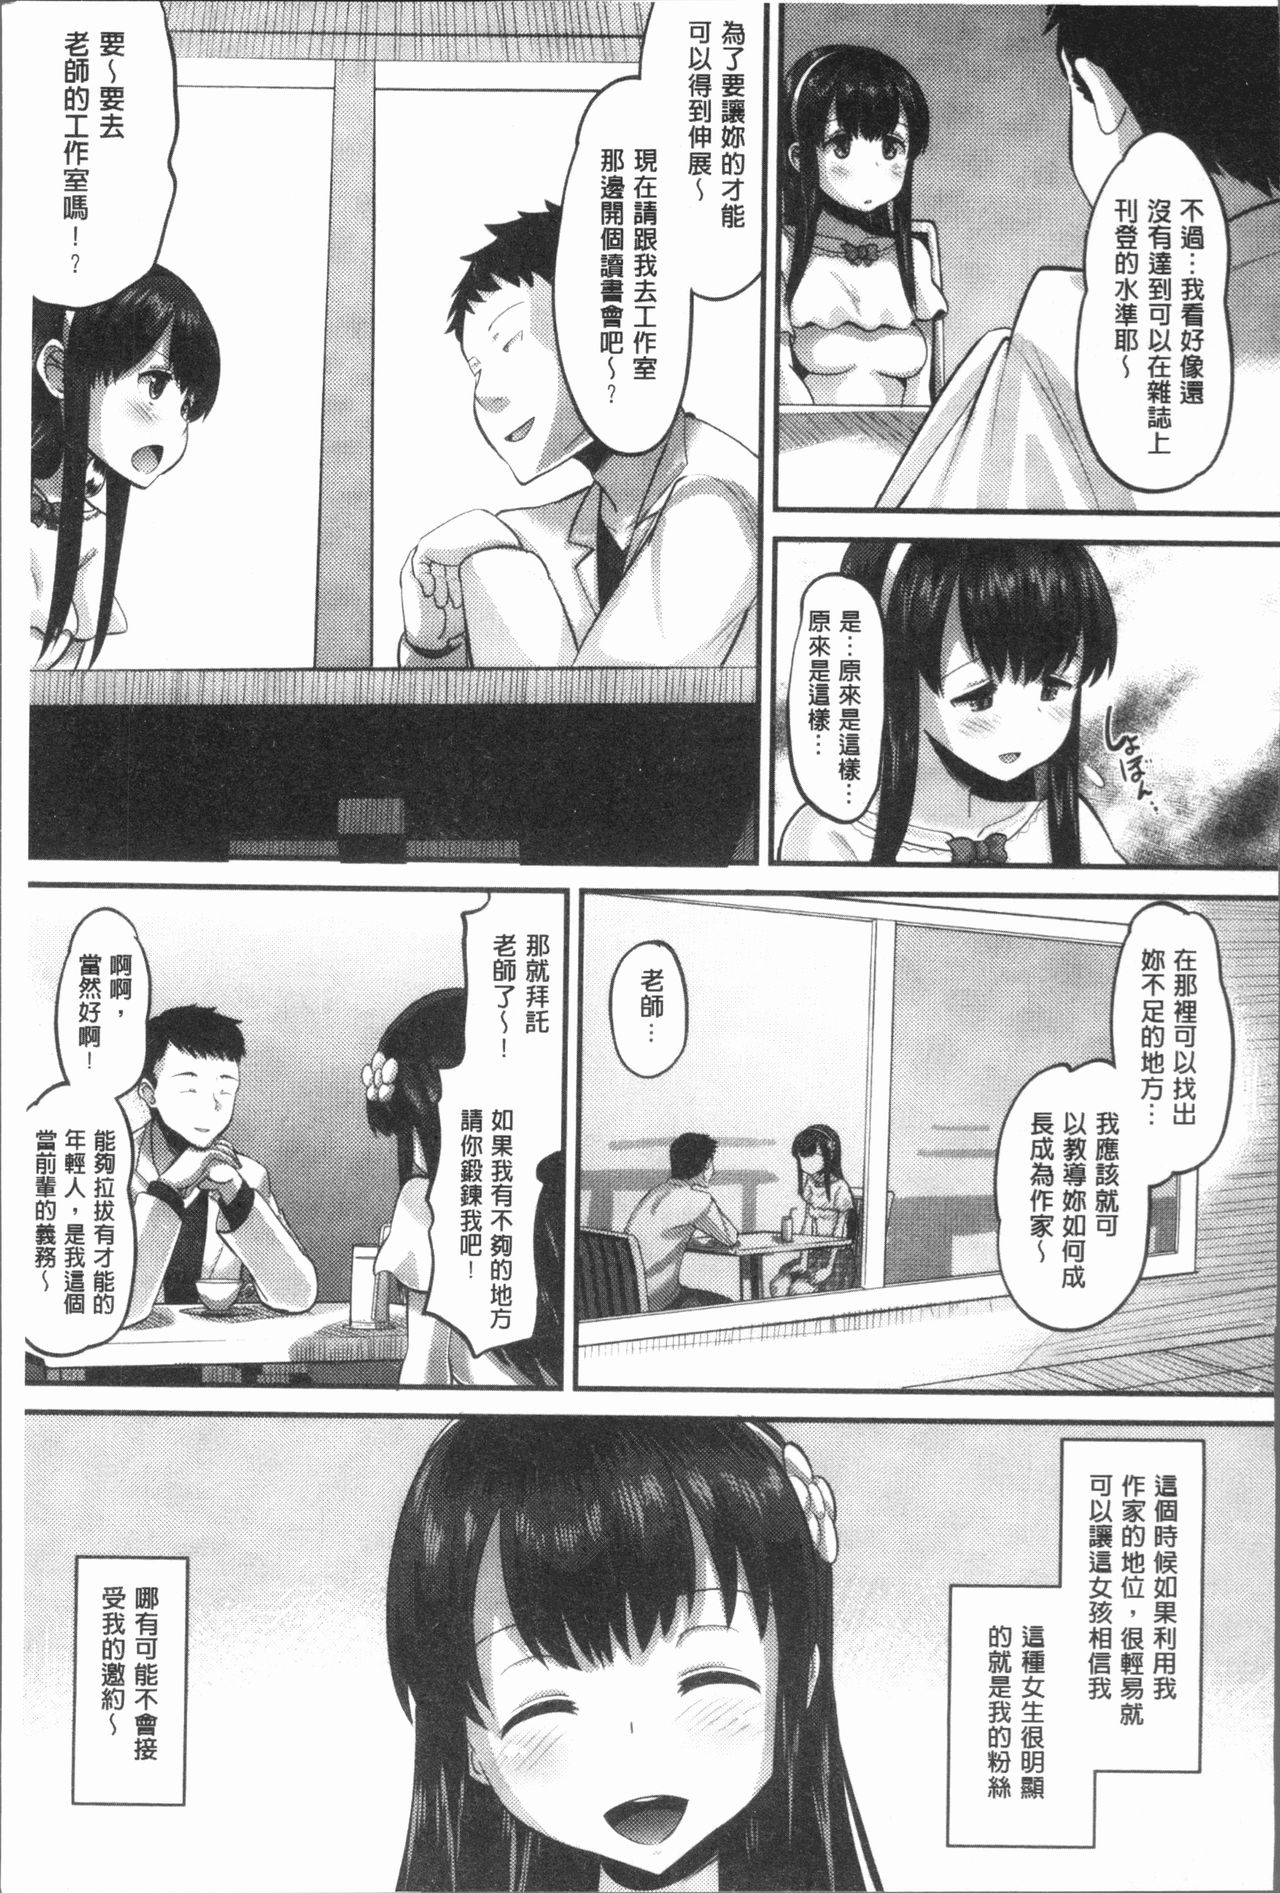 不過…我看好像還
沒有達到可以在雜誌上
刊登的水準耶～
為了要讓妳的才能
可以得到伸展～
現在請跟我去工作室
那邊開個讀書會吧～?
要～要去
老師的工作室嗎!?
是…原來是這樣…
原來是這樣…
しょぼん…
在那裡可以找出
妳不足的地方…
我應該就可
以教導妳如何成
長成為作家～
老師…
那就拜託
老師了～!
如果我有不夠的地方
請你鍛鍊我吧!
啊啊，
當然好啊!
能夠拉拔有才能的
年輕人，是我這個
當前輩的義務～
這個時候如果利用我
作家的地位，很輕易就
可以讓這女孩相信我
這種女生很明顯
的就是我的粉絲
哪有可能不會接
受我的邀約～